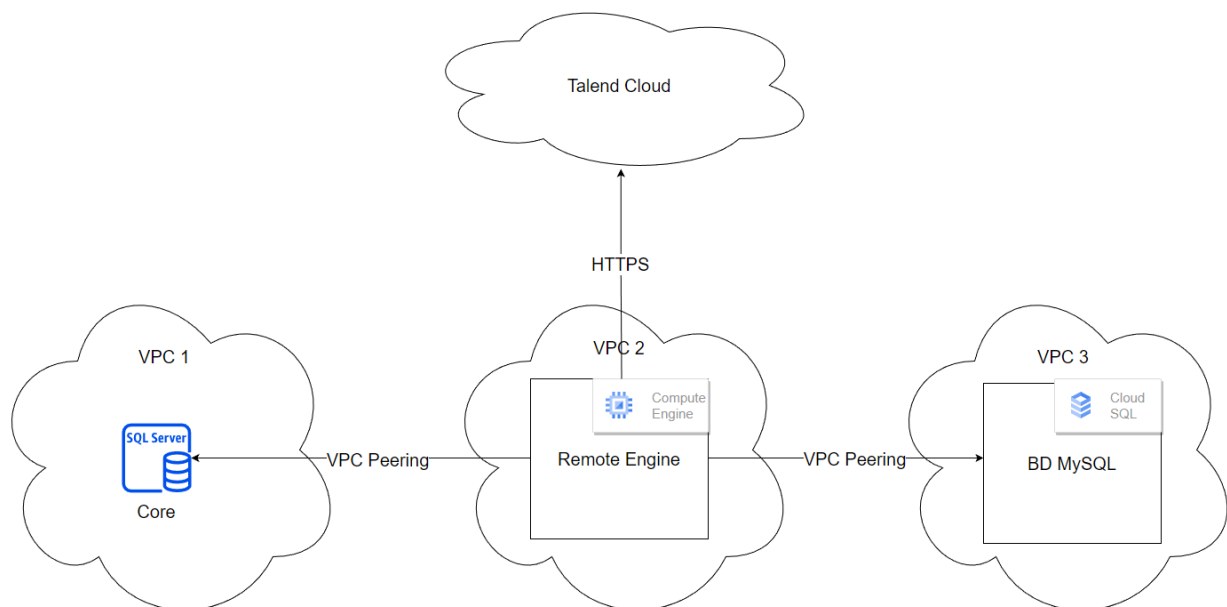 Talend Cloud
HTTPS
VPC 1
VPC 2
VPC 3
Compute
Engine
Cloud
SQL
SQL Server
VPC Peering
Remote Engine
VPC Peering
BD MySQL
Core